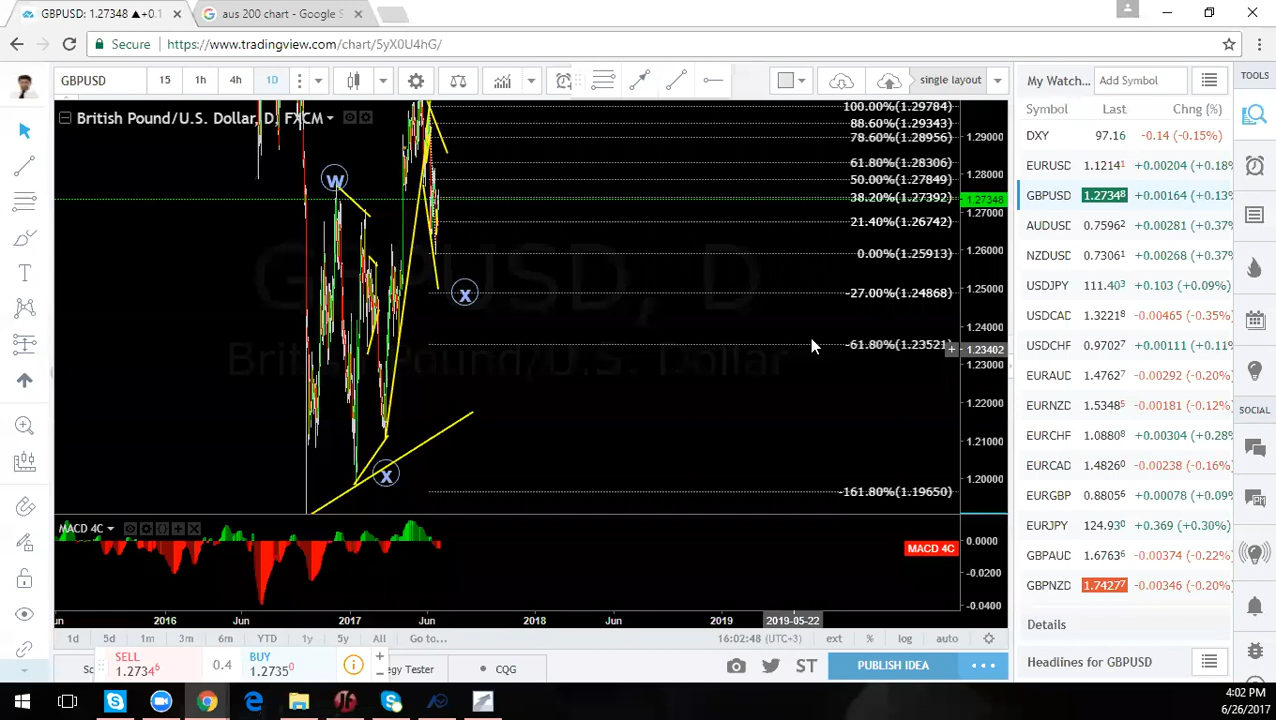 GBPUSD: 1.27348 ▲+0.1
aus 200 chart - Google S
Secure
https://www.tradingview.com/chart/5yX0U4hG/
GBPUSD 15 1h 4h 1D
single layout
My Watch... Add Symbol TOOLS
British Pound/U.S. Dollar, D, FXCM
Symbol Last Chng (%)
DXY 97.16 -0.14 (-0.15%)
EURUSD 1.1214¹ +0.00204 (+0.18%
GBPUSD 1.2734⁸ +0.00164 (+0.13%
AUDUSD 0.7596² +0.00281 (+0.37%
NZDUSD 0.7306¹ +0.00268 (+0.37%
USDJPY 111.40³ +0.103 (+0.09%)
USDCAD 1.3221⁸ -0.00465 (-0.35%)
USDCHF 0.9702⁷ +0.00111 (+0.11%
EURAUD 1.4762⁷ -0.00292 (-0.20%)
EURNZD 1.5348⁵ -0.00181 (-0.12%)
EURCHF 1.0880⁸ +0.00304 (+0.28%
EURCAD 1.4826⁰ -0.00238 (-0.16%)
EURGBP 0.8805⁶ +0.00078 (+0.09%
EURJPY 124.93⁰ +0.369 (+0.30%)
GBPAUD 1.6763⁶ -0.00374 (-0.22%)
GBPNZD 1.7427⁷ -0.00346 (-0.20%)
SOCIAL
Details
Headlines for GBPUSD
100.00%(1.29784)
88.60%(1.29343)
78.60%(1.28956)
61.80%(1.28306)
50.00%(1.27849)
38.20%(1.27392)
21.40%(1.26742)
0.00%(1.25913)
-27.00%(1.24868)
-61.80%(1.23521)
-161.80%(1.19650)
1.29000
1.28000
1.27348
1.27000
1.26000
1.25000
1.24000
1.23402
1.23000
1.22000
1.21000
1.20000
W
X
X
GBPUSD, D
British Pound/U.S. Dollar
MACD 4C
MACD 4C
0.0000
-0.0200
-0.0400
un 2016 Jun 2017 Jun 2018 Jun 2019 2019-05-22
1d 5d 1m 3m 6m YTD 1y 5y All Go to...
16:02:48 (UTC+3) ext % log auto
SELL
1.2734⁶
0.4
BUY
1.2735⁰
egy Tester
CQG
ST
PUBLISH IDEA
4:02 PM
6/26/2017